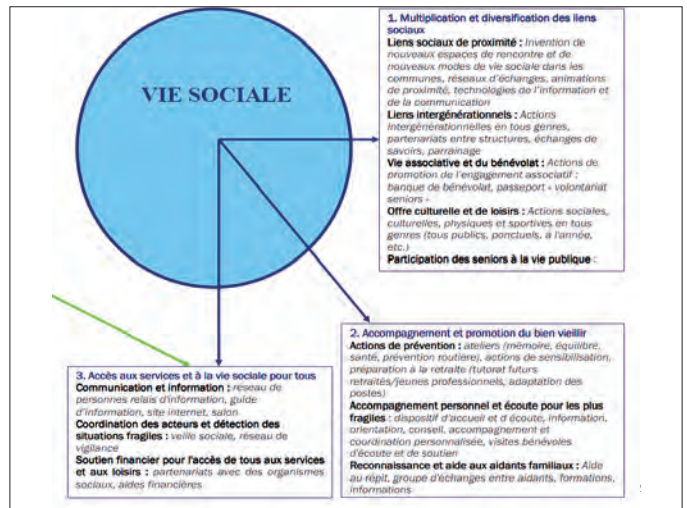 VIE SOCIALE
1. Multiplication et diversification des liens
sociaux
Liens sociaux de proximité : Invention de
nouveaux espaces de rencontre et de
nouveaux modes de vie sociale dans les
communes, réseaux d'échanges, animations
de proximité, technologies de l'information et
de la communication
Liens intergénérationnels : Actions
intergénérationnelles en tous genres,
partenariats entre structures, échanges de
savoirs, parrainage
Vie associative et du bénévolat : Actions de
promotion de l'engagement associatif :
banque de bénévolat, passeport « volontariat
seniors »
Offre culturelle et de loisirs : Actions sociales,
culturelles, physiques et sportives en tous
genres (tous publics, ponctuels, à l'année,
etc.)
Participation des seniors à la vie publique :
2. Accompagnement et promotion du bien vieillir
Actions de prévention : ateliers (mémoire, équilibre,
santé, prévention routière), actions de sensibilisation,
préparation à la retraite (tutorat futurs
retraités/jeunes professionnels, adaptation des
postes)
Accompagnement personnel et écoute pour les plus
fragiles : dispositif d'accueil et d'écoute, information,
orientation, conseil, accompagnement et
coordination personnalisée, visites bénévoles
d'écoute et de soutien
Reconnaissance et aide aux aidants familiaux : Aide
au répit, groupe d'échanges entre aidants, formations,
informations
3. Accès aux services et à la vie sociale pour tous
Communication et information : réseau de
personnes relais d'information, guide
d'information, site internet, salon
Coordination des acteurs et détection des
situations fragiles : veille sociale, réseau de
vigilance
Soutien financier pour l'accès de tous aux services
et aux loisirs : partenariats avec des organismes
sociaux, aides financières